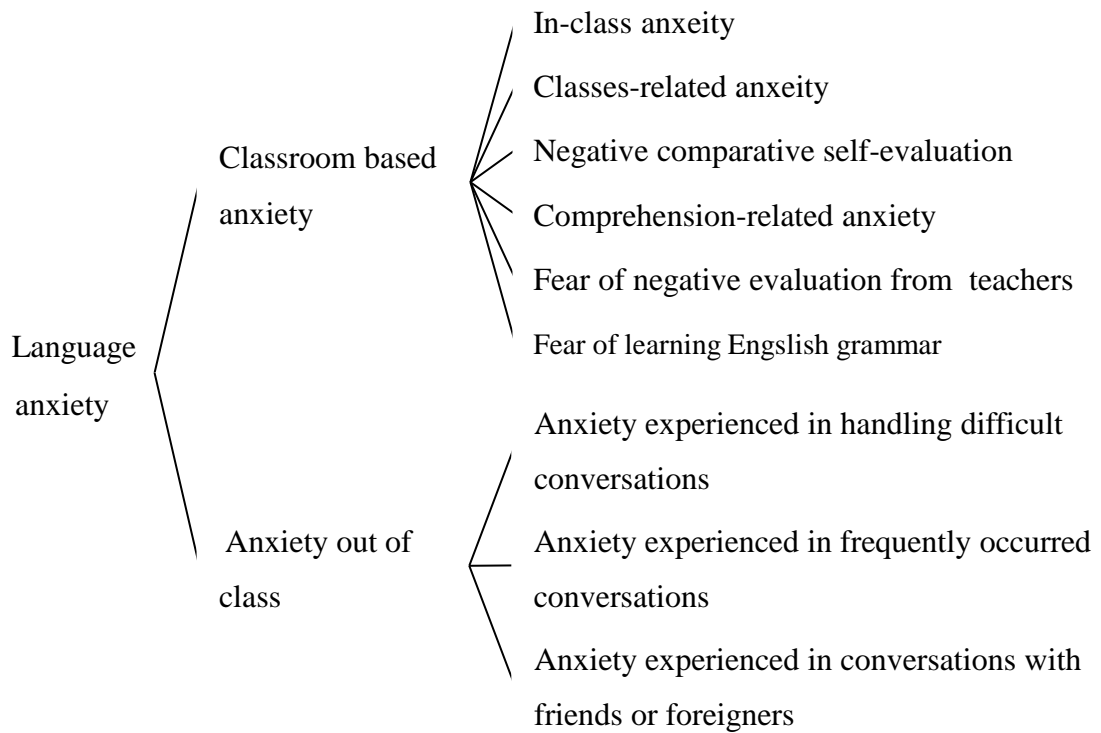 In-class anxeity
Classes-related anxeity
Classroom based
anxiety
Negative comparative self-evaluation
Comprehension-related anxiety
Fear of negative evaluation from  teachers
Fear of learning Engslish grammar
Language
anxiety
Anxiety experienced in handling difficult
conversations
Anxiety out of
class
Anxiety experienced in frequently occurred
conversations
Anxiety experienced in conversations with
friends or foreigners